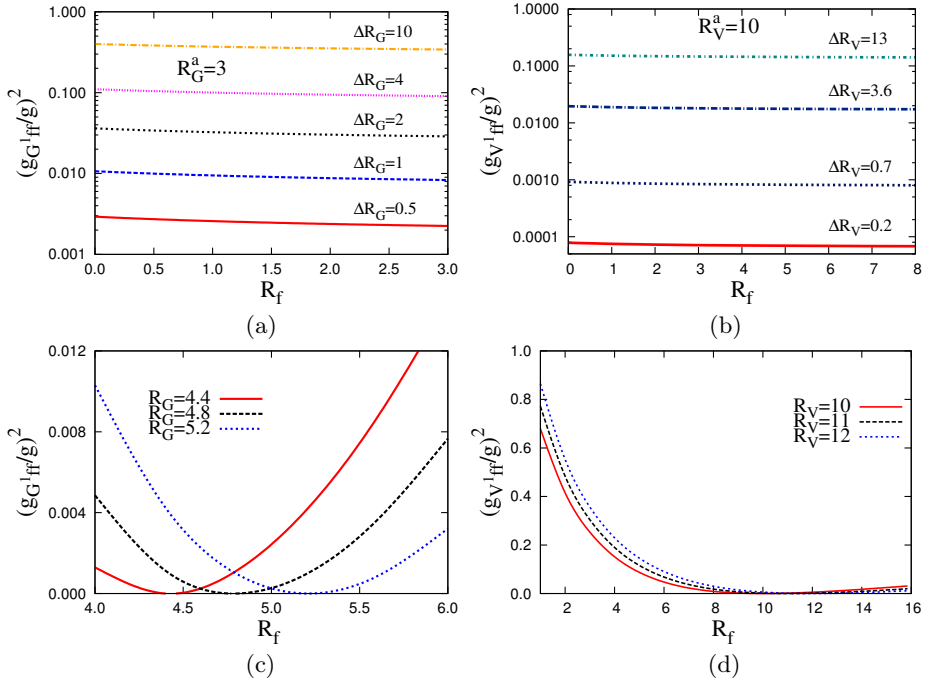 (g_G^1_ff/g)^2
1.000
0.100
0.010
0.001
ΔR_G=10
R_G^a=3
ΔR_G=4
ΔR_G=2
ΔR_G=1
ΔR_G=0.5
0.0 0.5 1.0 1.5 2.0 2.5 3.0
R_f
(a)
(g_V^1_ff/g)^2
1.0000
0.1000
0.0100
0.0010
0.0001
R_V^a=10
ΔR_V=13
ΔR_V=3.6
ΔR_V=0.7
ΔR_V=0.2
0 1 2 3 4 5 6 7 8
R_f
(b)
(g_G^1_ff/g)^2
0.012
0.008
0.004
0.000
R_G=4.4
R_G=4.8
R_G=5.2
4.0 4.5 5.0 5.5 6.0
R_f
(c)
(g_V^1_ff/g)^2
1.0
0.8
0.6
0.4
0.2
0.0
R_V=10
R_V=11
R_V=12
2 4 6 8 10 12 14 16
R_f
(d)